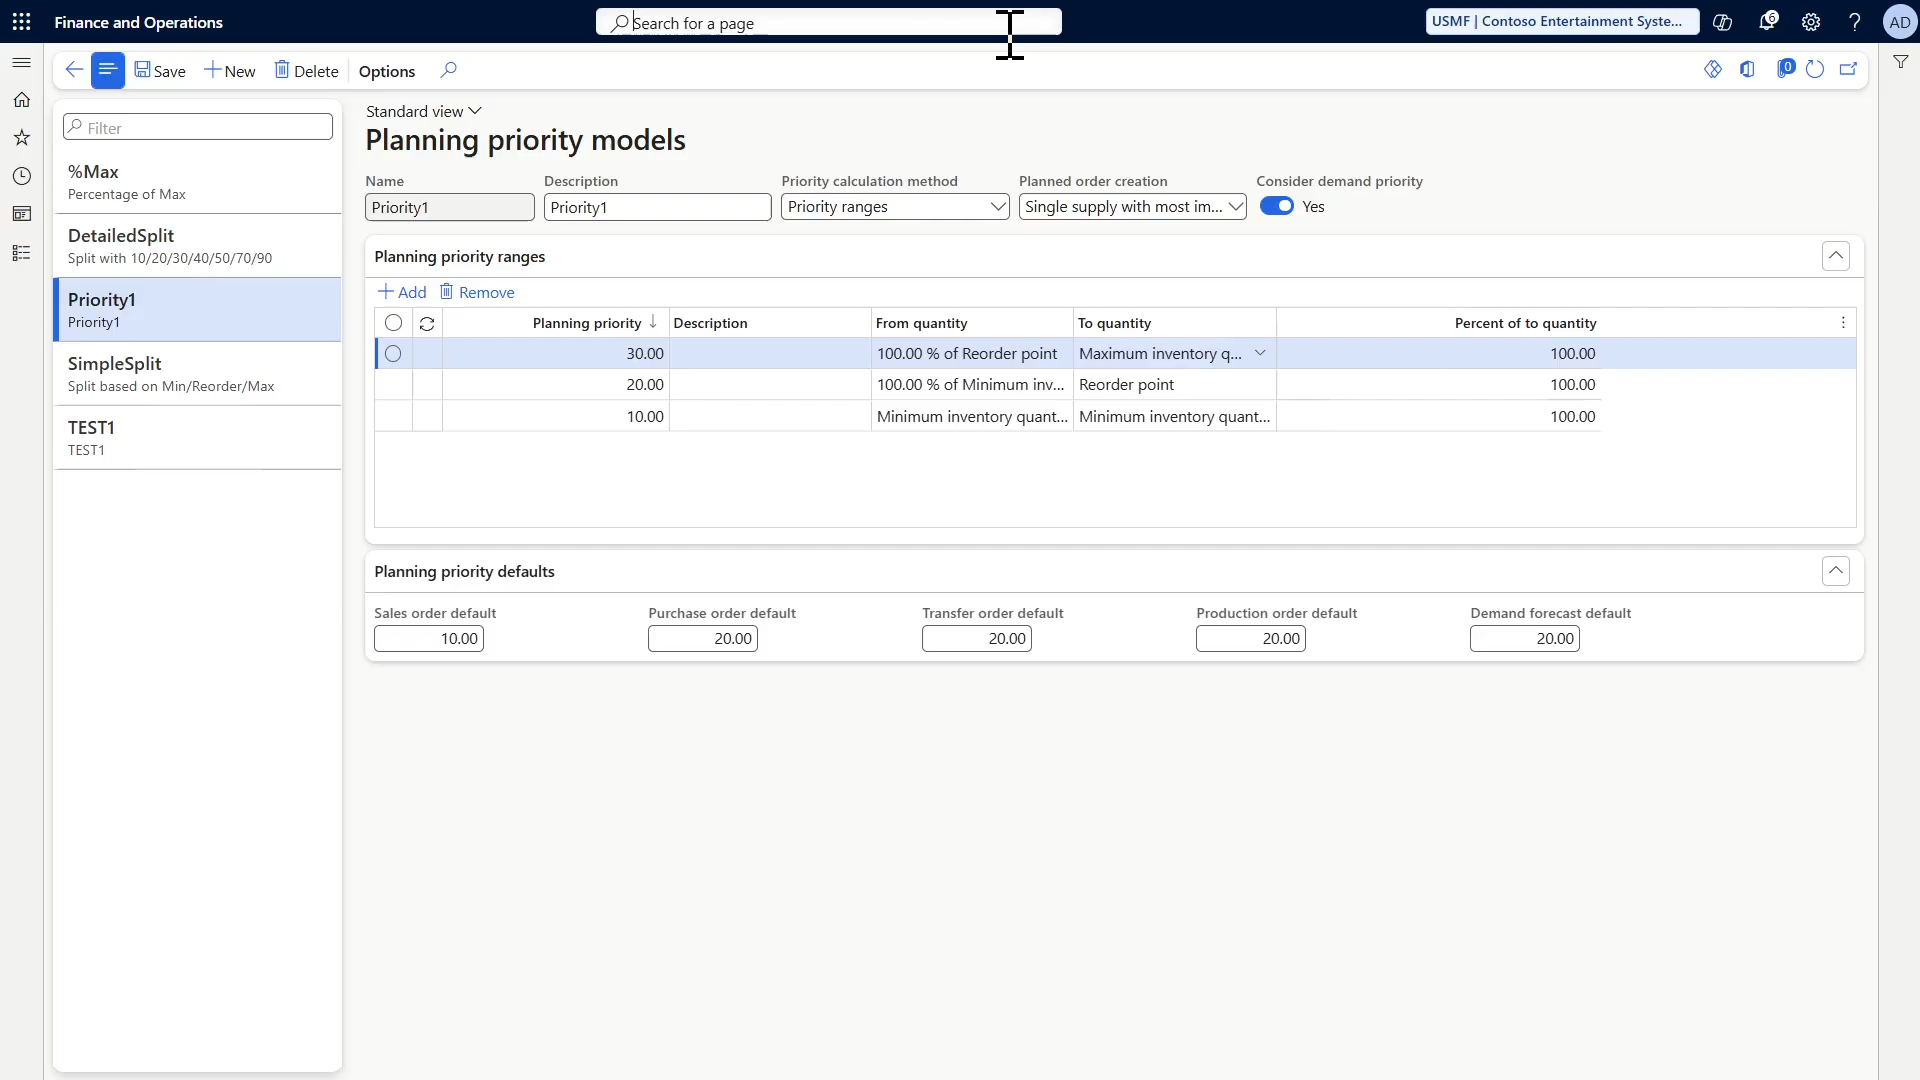 Finance and Operations
Search for a page
USMF | Contoso Entertainment Syste...
6
AD
Save
New
Delete
Options
0
Filter
%Max
Percentage of Max
DetailedSplit
Split with 10/20/30/40/50/70/90
Priority1
Priority1
SimpleSplit
Split based on Min/Reorder/Max
TEST1
TEST1
Standard view
Planning priority models
Name Description Priority calculation method Planned order creation Consider demand priority
Priority1 Priority1 Priority ranges Single supply with most im... Yes
Planning priority ranges
Add Remove
Planning priority Description From quantity To quantity Percent of to quantity
30.00 100.00 % of Reorder point Maximum inventory q... 100.00
20.00 100.00 % of Minimum inv... Reorder point 100.00
10.00 Minimum inventory quant... Minimum inventory quant... 100.00
Planning priority defaults
Sales order default Purchase order default Transfer order default Production order default Demand forecast default
10.00 20.00 20.00 20.00 20.00